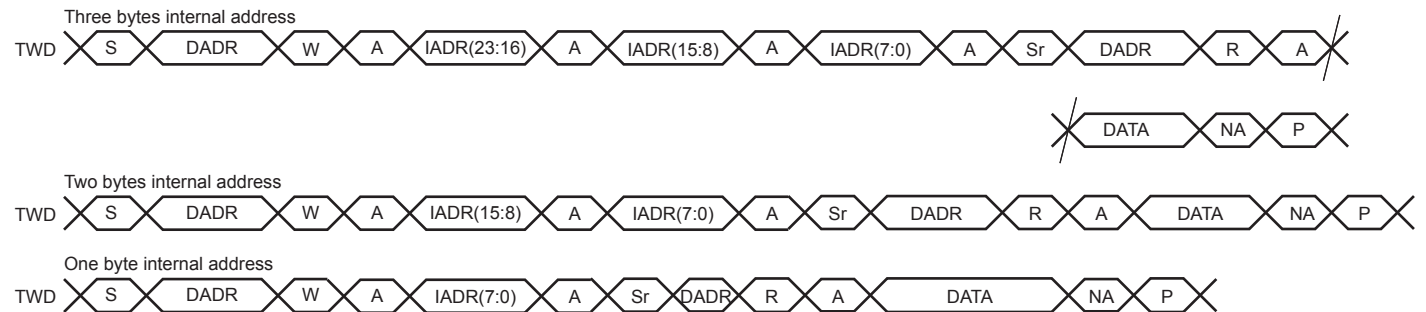 Three bytes internal address
TWD S DADR W A IADR(23:16) A IADR(15:8) A IADR(7:0) A Sr DADR R A
DATA NA P
Two bytes internal address
TWD S DADR W A IADR(15:8) A IADR(7:0) A Sr DADR R A DATA NA P
One byte internal address
TWD S DADR W A IADR(7:0) A Sr DADR R A DATA NA P